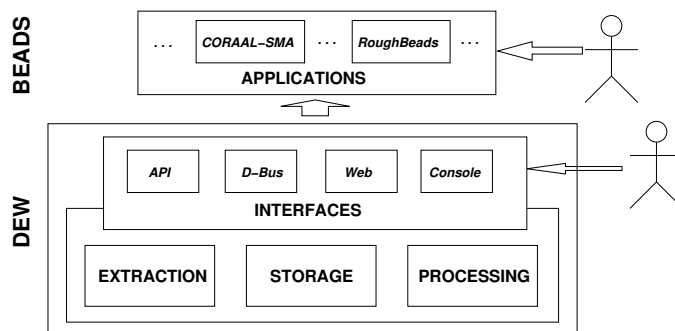 BEADS
... CORAAL-SMA ... RoughBeads ...
APPLICATIONS
DEW
API D-Bus Web Console
INTERFACES
EXTRACTION STORAGE PROCESSING